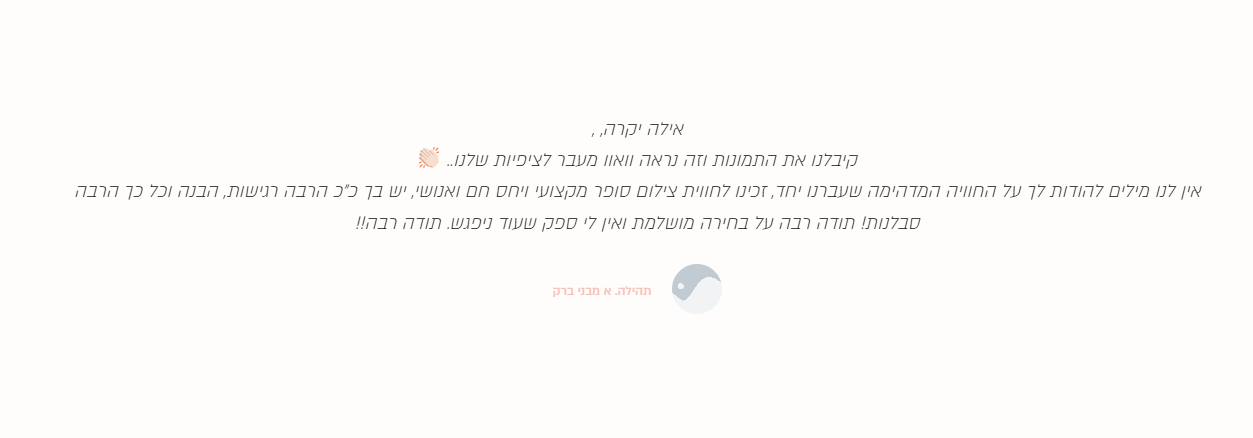 אילה יקרה, ,
קיבלנו את התמונות וזה נראה וואוו מעבר לציפיות שלנו.. 👏🏻
אין לנו מילים להודות לך על החוויה המדהימה שעברנו יחד, זכינו לחווית צילום סופר מקצועי ויחס חם ואנושי, יש בך כ"כ הרבה רגישות, הבנה וכל כך הרבה
סבלנות! תודה רבה על בחירה מושלמת ואין לי ספק שעוד ניפגש. תודה רבה!!
תהילה. א מבני ברק